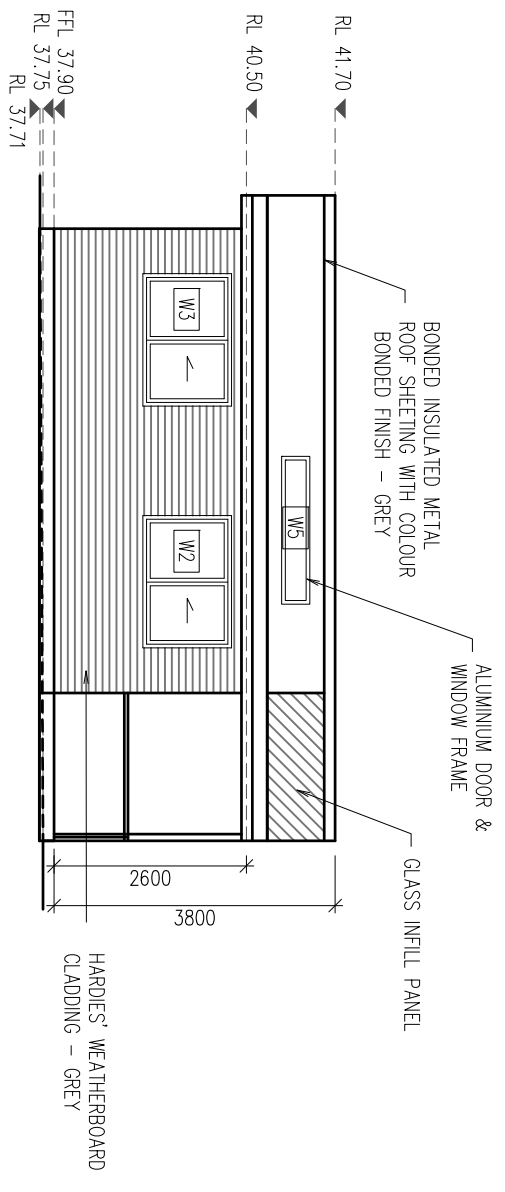 RL 41.70
RL 40.50
FFL 37.90
RL 37.75
RL 37.71
BONDED INSULATED METAL
ROOF SHEETING WITH COLOUR
BONDED FINISH - GREY
ALUMINIUM DOOR &
WINDOW FRAME
GLASS INFILL PANEL
W5
W3
W2
2600
3800
HARDIES' WEATHERBOARD
CLADDING - GREY